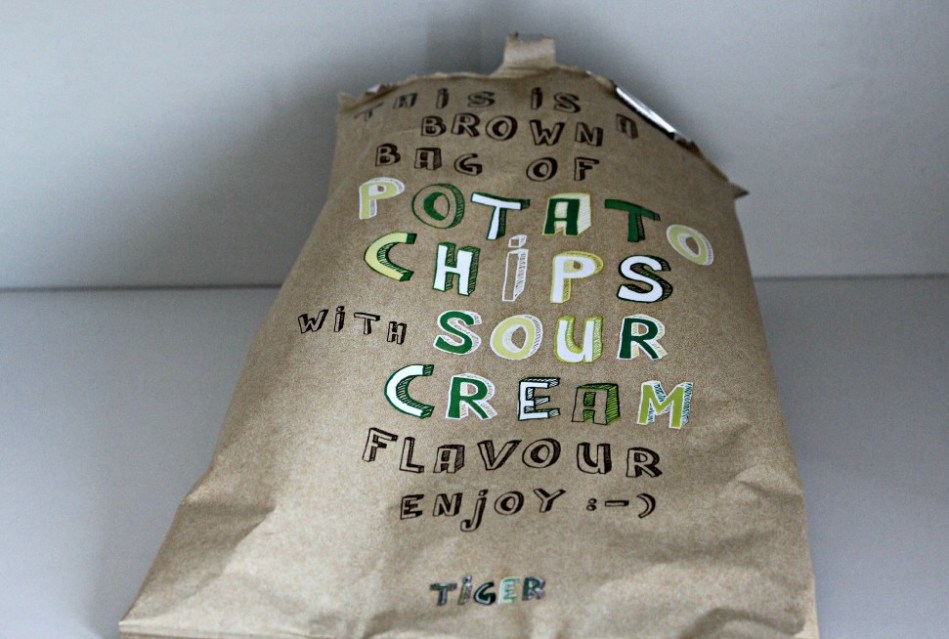 THiS iS A
BROWN
BAG OF
POTATO
CHiPS
WiTH SOUR
CREAM
FLAVOUR
ENjOY :-)
TiGER